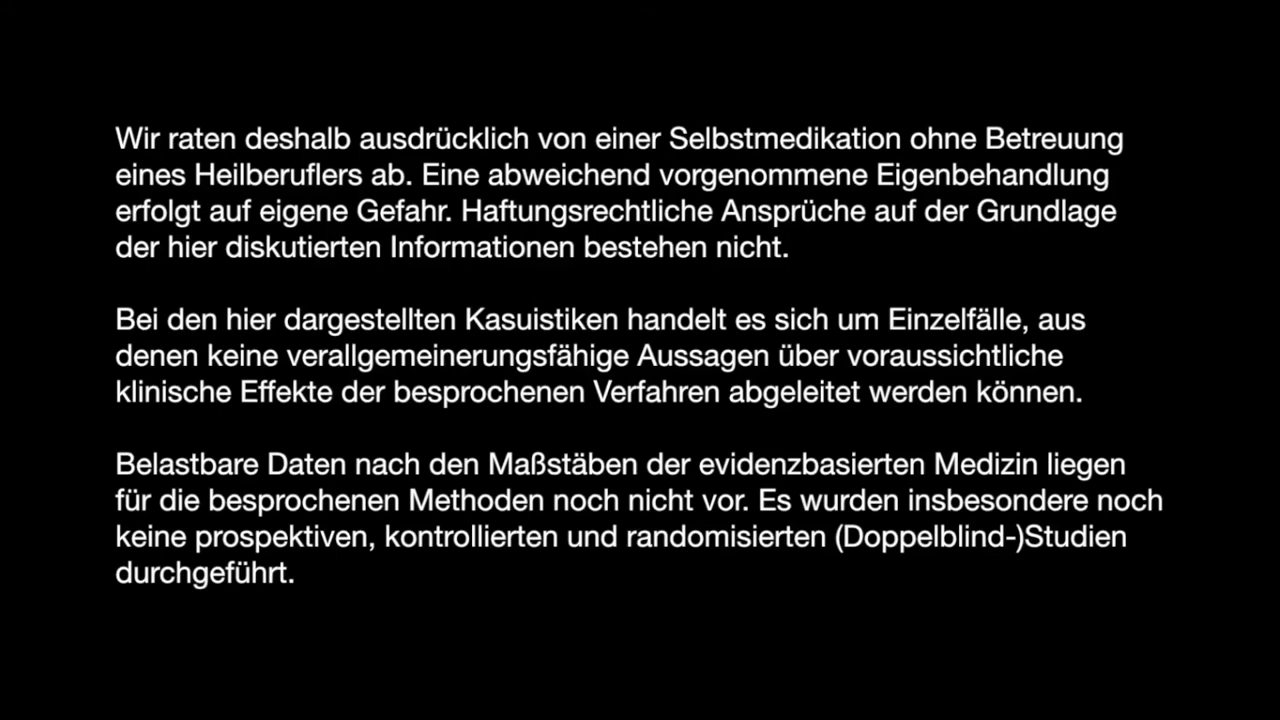 Wir raten deshalb ausdrücklich von einer Selbstmedikation ohne Betreuung
eines Heilberuflers ab. Eine abweichend vorgenommene Eigenbehandlung
erfolgt auf eigene Gefahr. Haftungsrechtliche Ansprüche auf der Grundlage
der hier diskutierten Informationen bestehen nicht.
Bei den hier dargestellten Kasuistiken handelt es sich um Einzelfälle, aus
denen keine verallgemeinerungsfähige Aussagen über voraussichtliche
klinische Effekte der besprochenen Verfahren abgeleitet werden können.
Belastbare Daten nach den Maßstäben der evidenzbasierten Medizin liegen
für die besprochenen Methoden noch nicht vor. Es wurden insbesondere noch
keine prospektiven, kontrollierten und randomisierten (Doppelblind-)Studien
durchgeführt.